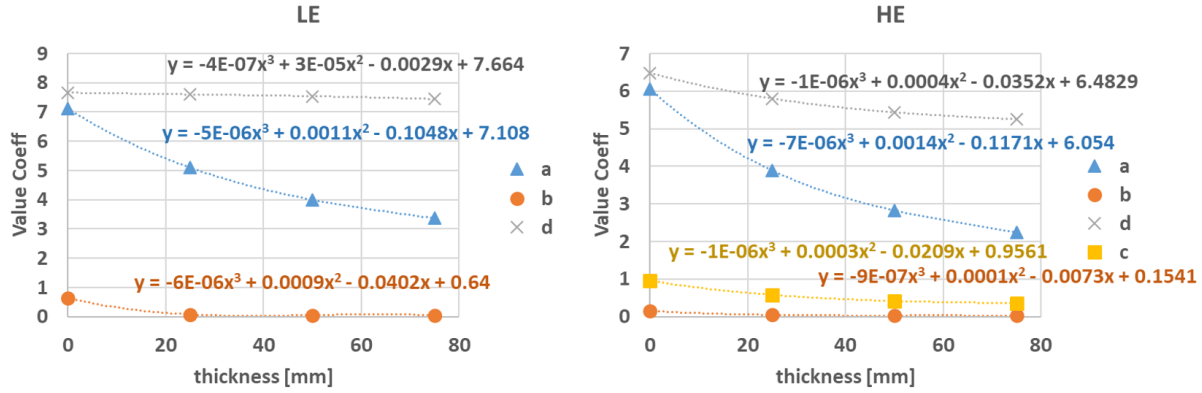 LE
9
8
7
6
5
4
3
2
1
0
Value Coeff
y = -4E-07x³ + 3E-05x² - 0.0029x + 7.664
y = -5E-06x³ + 0.0011x² - 0.1048x + 7.108
y = -6E-06x³ + 0.0009x² - 0.0402x + 0.64
a
b
d
0 20 40 60 80
thickness [mm]
HE
7
6
5
4
3
2
1
0
Value Coeff
y = -1E-06x³ + 0.0004x² - 0.0352x + 6.4829
y = -7E-06x³ + 0.0014x² - 0.1171x + 6.054
y = -1E-06x³ + 0.0003x² - 0.0209x + 0.9561
y = -9E-07x³ + 0.0001x² - 0.0073x + 0.1541
a
b
d
c
0 20 40 60 80
thickness [mm]